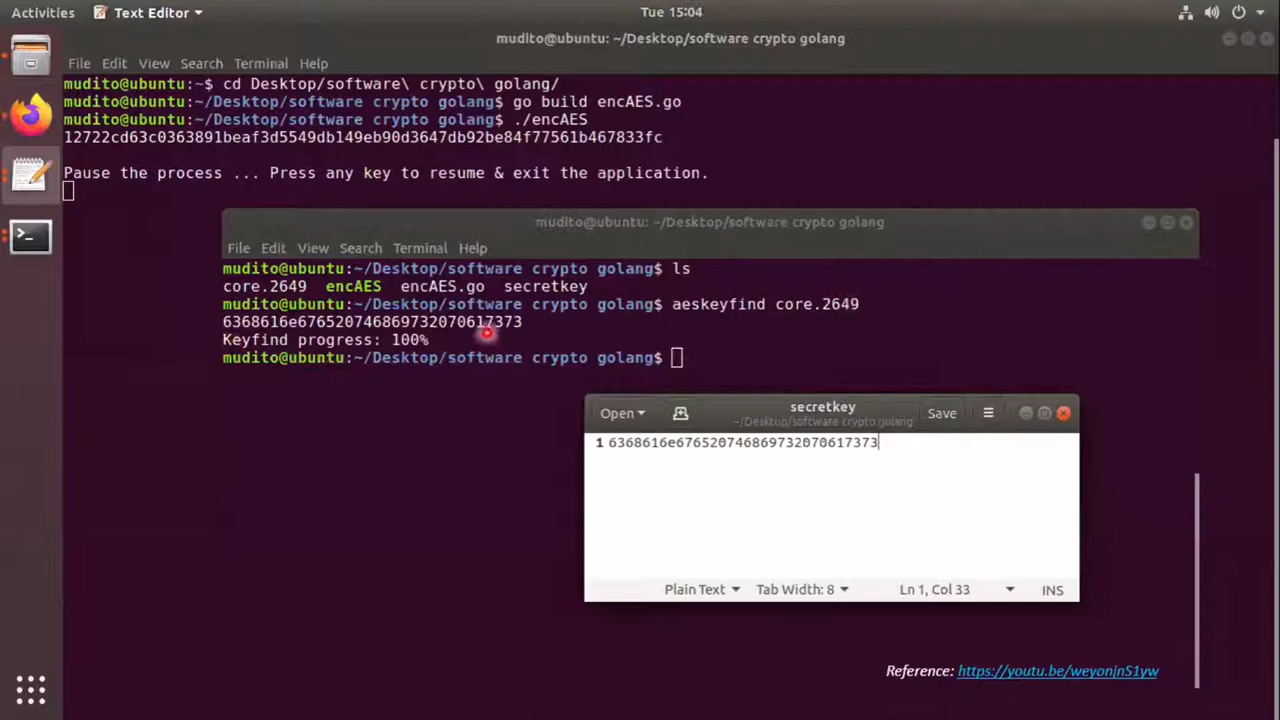 Activities Text Editor Tue 15:04
mudito@ubuntu: ~/Desktop/software crypto golang
File Edit View Search Terminal Help
mudito@ubuntu:~$ cd Desktop/software\ crypto\ golang/
mudito@ubuntu:~/Desktop/software crypto golang$ go build encAES.go
mudito@ubuntu:~/Desktop/software crypto golang$ ./encAES
12722cd63c0363891beaf3d5549db149eb90d3647db92be84f77561b467833fc
Pause the process ... Press any key to resume & exit the application.
mudito@ubuntu: ~/Desktop/software crypto golang
File Edit View Search Terminal Help
mudito@ubuntu:~/Desktop/software crypto golang$ ls
core.2649 encAES encAES.go secretkey
mudito@ubuntu:~/Desktop/software crypto golang$ aeskeyfind core.2649
6368616e676520746869732070617373
Keyfind progress: 100%
mudito@ubuntu:~/Desktop/software crypto golang$
Open secretkey Save
~/Desktop/software crypto golang
1 6368616e676520746869732070617373
Plain Text Tab Width: 8 Ln 1, Col 33 INS
Reference: https://youtu.be/weyonjnS1yw